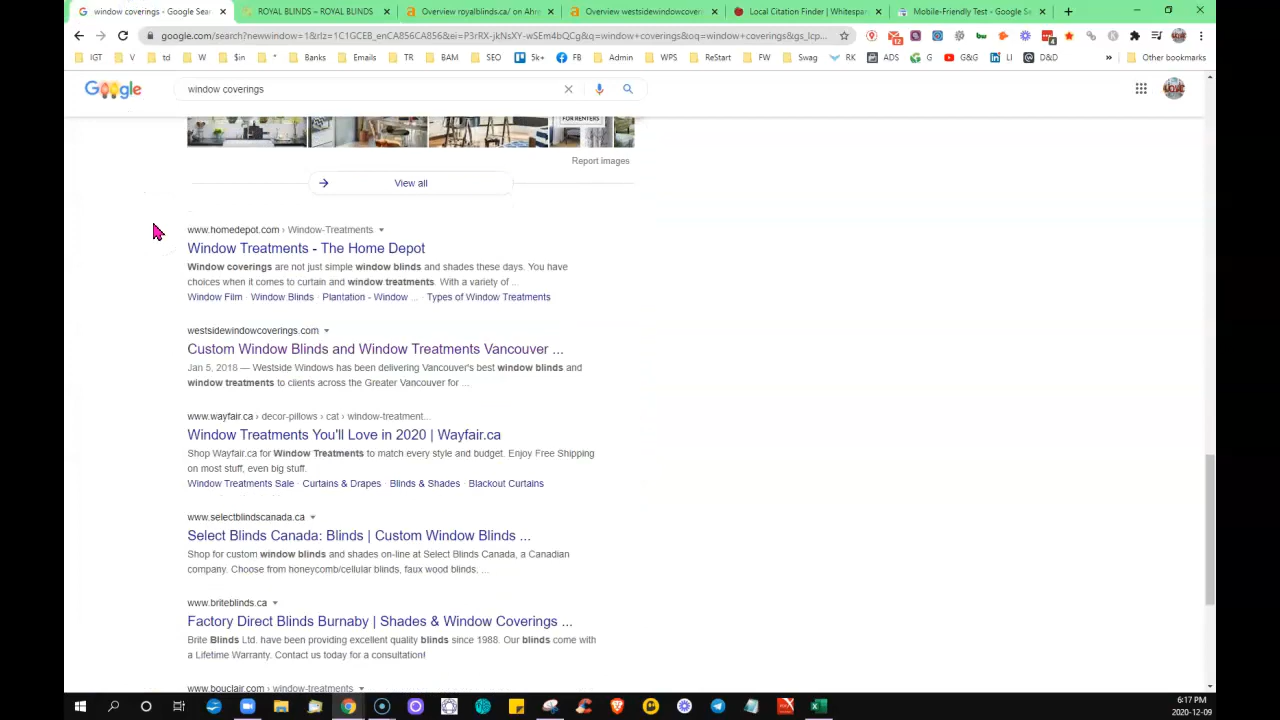 window coverings - Google Sear
ROYAL BLINDS – ROYAL BLINDS
Overview royalblinds.ca/ on Ahre
Overview westsidewindowcover
Local Citation Finder | Whitespar
Mobile-Friendly Test - Google Se
google.com/search?newwindow=1&rlz=1C1GCEB_enCA856CA856&ei=P3rRX-jkNsXY-wSEm4bQCg&q=window+coverings&oq=window+coverings&gs_lcp...
IGT
V
td
W
$in
*
Banks
Emails
TR
BAM
SEO
5k+
FB
Admin
WPS
ReStart
FW
Swag
RK
ADS
G
G&G
LI
D&D
»
Other bookmarks
Google
window coverings
FOR RENTERS
Report images
View all
www.homedepot.com › Window-Treatments
Window Treatments - The Home Depot
Window coverings are not just simple window blinds and shades these days. You have
choices when it comes to curtain and window treatments. With a variety of ...
Window Film · Window Blinds · Plantation - Window ... · Types of Window Treatments
westsidewindowcoverings.com
Custom Window Blinds and Window Treatments Vancouver ...
Jan 5, 2018 — Westside Windows has been delivering Vancouver's best window blinds and
window treatments to clients across the Greater Vancouver for ...
www.wayfair.ca › decor-pillows › cat › window-treatment...
Window Treatments You'll Love in 2020 | Wayfair.ca
Shop Wayfair.ca for Window Treatments to match every style and budget. Enjoy Free Shipping
on most stuff, even big stuff.
Window Treatments Sale · Curtains & Drapes · Blinds & Shades · Blackout Curtains
www.selectblindscanada.ca
Select Blinds Canada: Blinds | Custom Window Blinds ...
Shop for custom window blinds and shades on-line at Select Blinds Canada, a Canadian
company. Choose from honeycomb/cellular blinds, faux wood blinds, ...
www.briteblinds.ca
Factory Direct Blinds Burnaby | Shades & Window Coverings ...
Brite Blinds Ltd. have been providing excellent quality blinds since 1988. Our blinds come with
a Lifetime Warranty. Contact us today for a consultation!
www.bouclair.com › window-treatments
6:17 PM
2020-12-09